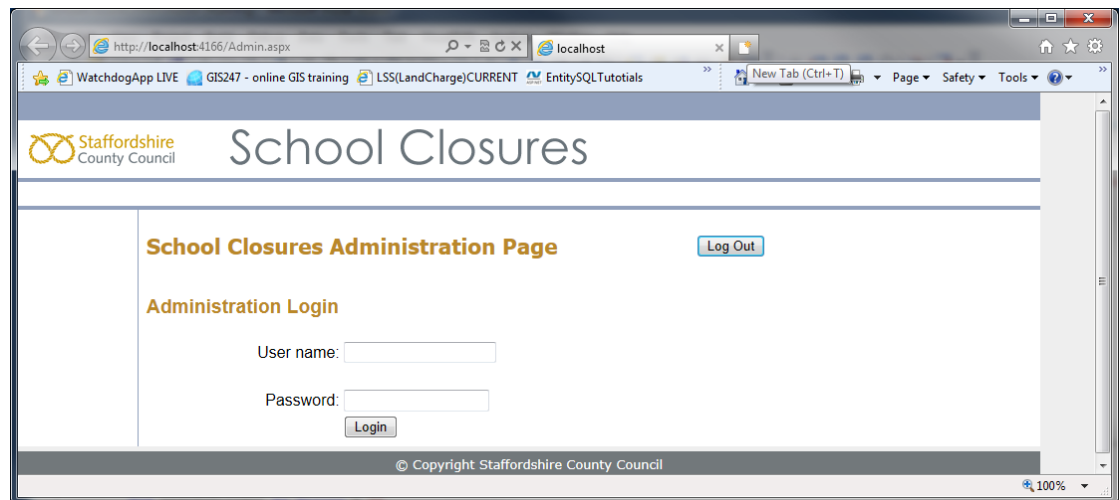 http://localhost:4166/Admin.aspx
localhost
WatchdogApp LIVE GIS247 - online GIS training LSS(LandCharge)CURRENT EntitySQLTutotials » New Tab (Ctrl+T) Page Safety Tools »
Staffordshire
County Council
School Closures
School Closures Administration Page Log Out
Administration Login
User name:
Password:
Login
© Copyright Staffordshire County Council
100%